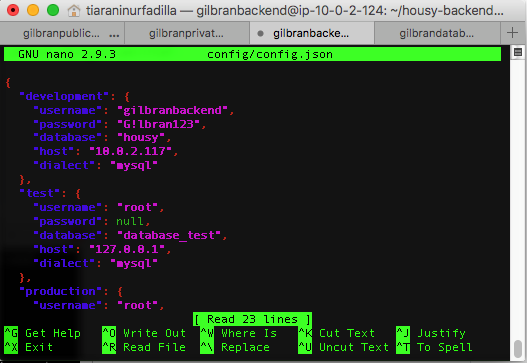 tiaraninurfadilla — gilbranbackend@ip-10-0-2-124: ~/housy-backend...
gilbranpublic... ... gilbranprivat... gilbranbacke... gilbrandatab...
GNU nano 2.9.3 config/config.json
{
"development": {
"username": "gilbranbackend",
"password": "G!lbran123",
"database": "housy",
"host": "10.0.2.117",
"dialect": "mysql"
},
"test": {
"username": "root",
"password": null,
"database": "database_test",
"host": "127.0.0.1",
"dialect": "mysql"
},
"production": {
"username": "root",
[ Read 23 lines ]
^G Get Help ^O Write Out ^W Where Is ^K Cut Text ^J Justify
^X Exit ^R Read File ^\ Replace ^U Uncut Text ^T To Spell